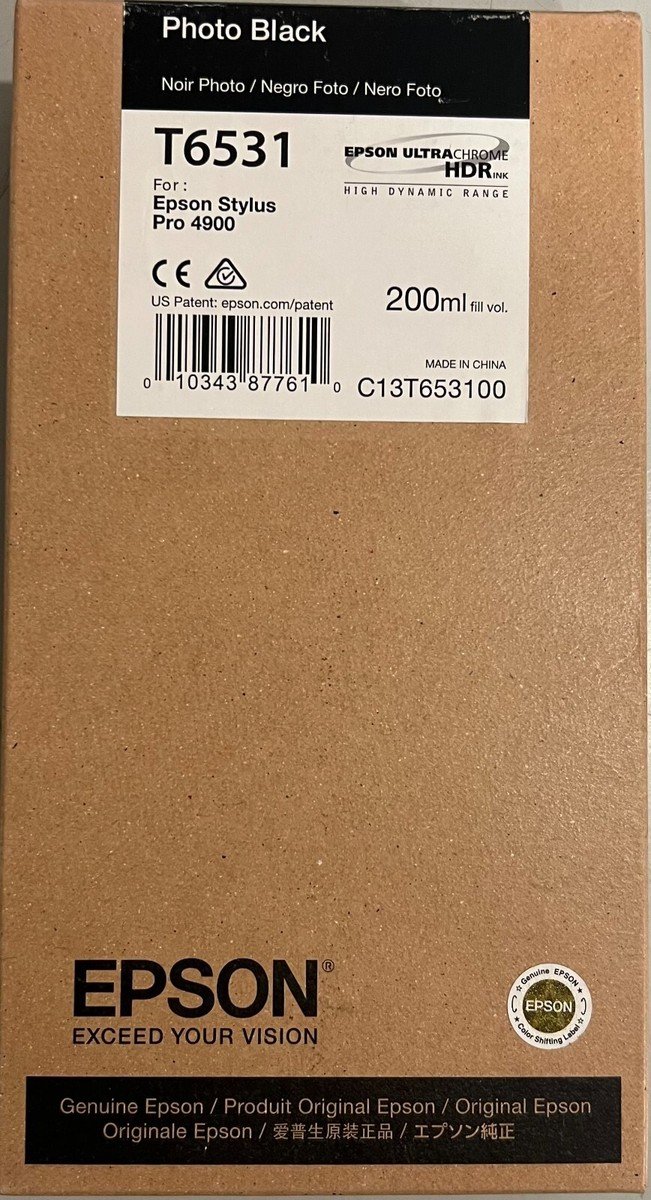 Photo Black
Noir Photo / Negro Foto / Nero Foto
T6531
For :
Epson Stylus
Pro 4900
EPSON ULTRACHROME
HDR INK
HIGH DYNAMIC RANGE
CE
US Patent: epson.com/patent
200ml fill vol.
0 10343 87761 0
MADE IN CHINA
C13T653100
EPSON®
EXCEED YOUR VISION
Genuine EPSON
EPSON
Color Shifting Label
Genuine Epson / Produit Original Epson / Original Epson
Originale Epson / 爱普生原装正品 / エプソン純正